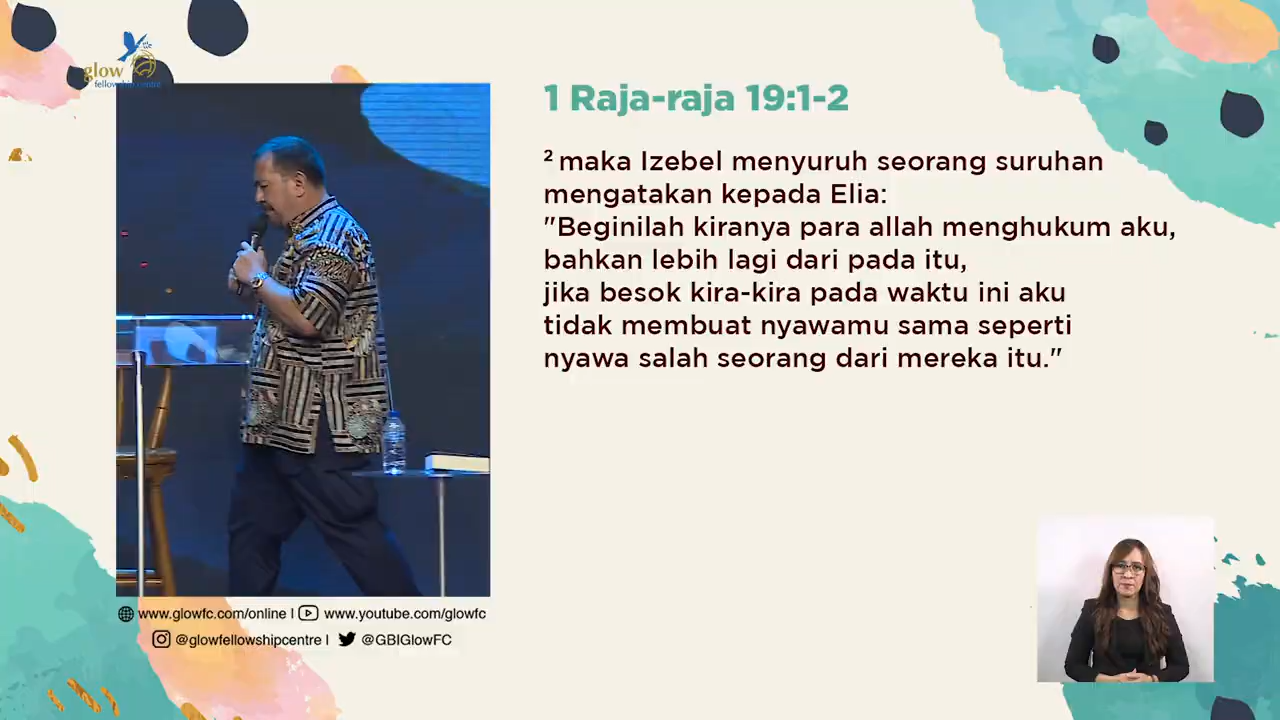 glow
fellowship centre
1 Raja-raja 19:1-2
2 maka Izebel menyuruh seorang suruhan
mengatakan kepada Elia:
"Beginilah kiranya para allah menghukum aku,
bahkan lebih lagi dari pada itu,
jika besok kira-kira pada waktu ini aku
tidak membuat nyawamu sama seperti
nyawa salah seorang dari mereka itu."
www.glowfc.com/online I www.youtube.com/glowfc
@glowfellowshipcentre I @GBIGlowFC